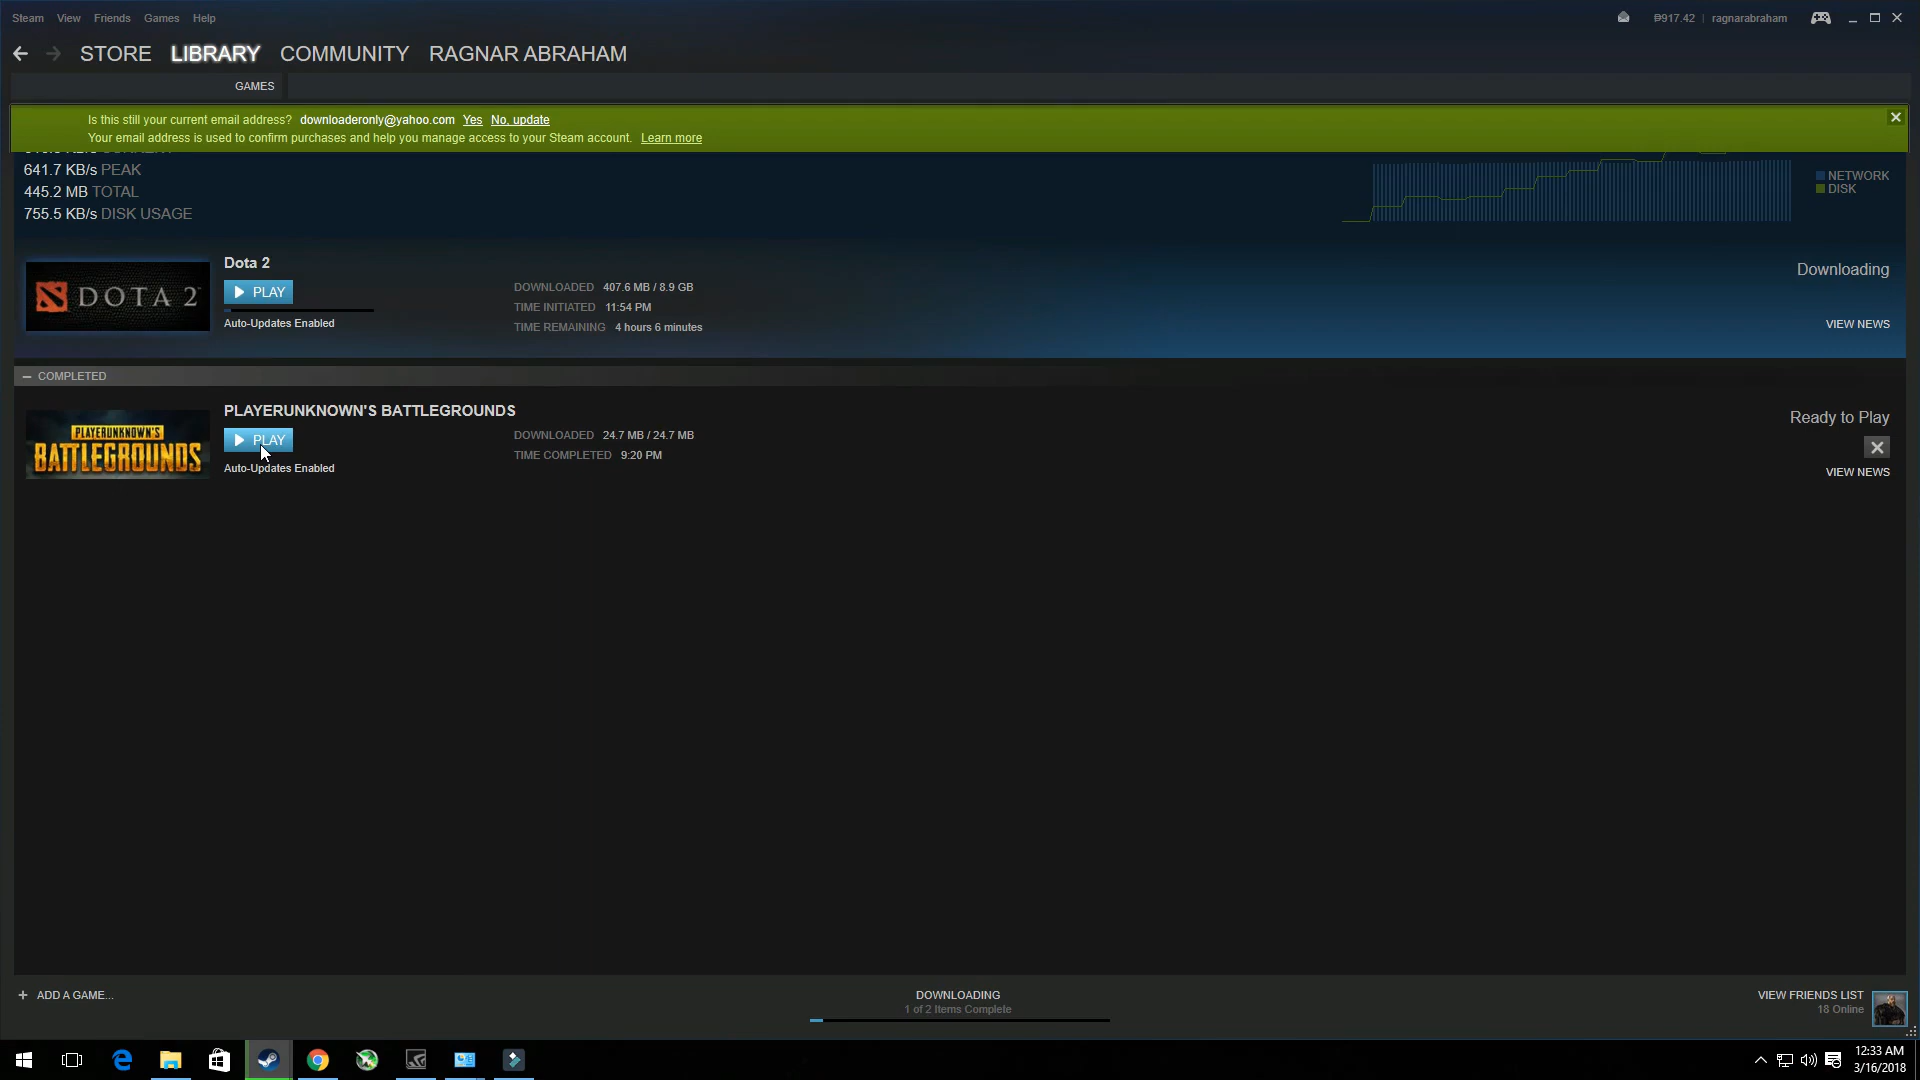 Steam View Friends Games Help
₱917.42 | ragnarabraham
STORE LIBRARY COMMUNITY RAGNAR ABRAHAM
GAMES
Is this still your current email address? downloaderonly@yahoo.com Yes No, update
Your email address is used to confirm purchases and help you manage access to your Steam account. Learn more
641.7 KB/s PEAK
445.2 MB TOTAL
755.5 KB/s DISK USAGE
NETWORK
DISK
DOTA 2
Dota 2
PLAY
Auto-Updates Enabled
DOWNLOADED 407.6 MB / 8.9 GB
TIME INITIATED 11:54 PM
TIME REMAINING 4 hours 6 minutes
Downloading
VIEW NEWS
— COMPLETED
PLAYERUNKNOWN'S
BATTLEGROUNDS
PLAYERUNKNOWN'S BATTLEGROUNDS
PLAY
Auto-Updates Enabled
DOWNLOADED 24.7 MB / 24.7 MB
TIME COMPLETED 9:20 PM
Ready to Play
VIEW NEWS
+ ADD A GAME...
DOWNLOADING
1 of 2 Items Complete
VIEW FRIENDS LIST
18 Online
12:33 AM
3/16/2018